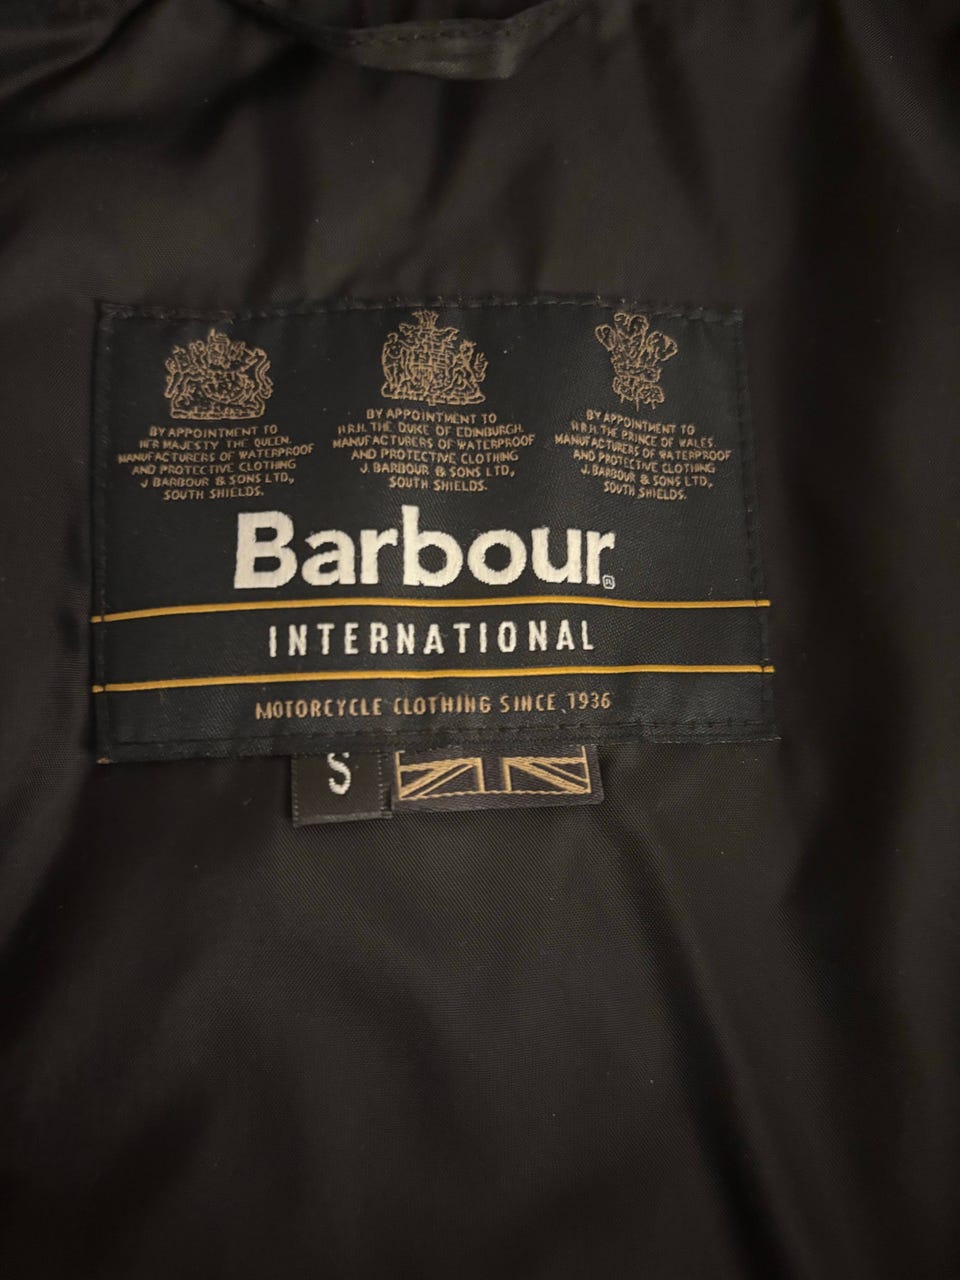 BY APPOINTMENT TO
HER MAJESTY THE QUEEN.
MANUFACTURERS OF WATERPROOF
AND PROTECTIVE CLOTHING
J. BARBOUR & SONS LTD,
SOUTH SHIELDS.
BY APPOINTMENT TO
H.R.H. THE DUKE OF EDINBURGH.
MANUFACTURERS OF WATERPROOF
AND PROTECTIVE CLOTHING
J. BARBOUR & SONS LTD,
SOUTH SHIELDS.
BY APPOINTMENT TO
H.R.H. THE PRINCE OF WALES.
MANUFACTURERS OF WATERPROOF
AND PROTECTIVE CLOTHING
J. BARBOUR & SONS LTD,
SOUTH SHIELDS.
Barbour®
INTERNATIONAL
MOTORCYCLE CLOTHING SINCE 1936
S